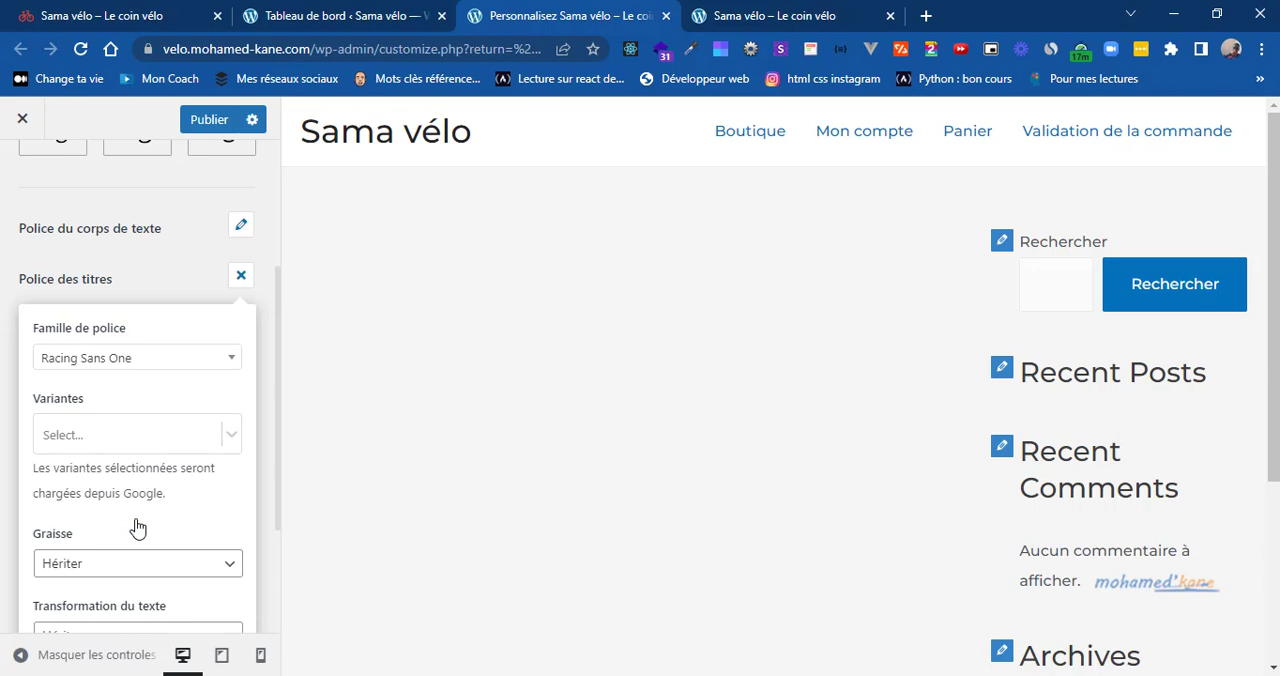 Sama vélo – Le coin vélo
Tableau de bord ‹ Sama vélo — W
Personnalisez Sama vélo – Le coi
Sama vélo – Le coin vélo
velo.mohamed-kane.com/wp-admin/customize.php?return=%2...
31
17m
Change ta vie
Mon Coach
Mes réseaux sociaux
Mots clés référence...
Lecture sur react de...
Développeur web
html css instagram
Python : bon cours
Pour mes lectures
»
Publier
Sama vélo
Boutique
Mon compte
Panier
Validation de la commande
Police du corps de texte
Police des titres
Famille de police
Racing Sans One
Variantes
Select...
Les variantes sélectionnées seront
chargées depuis Google.
Graisse
Hériter
Transformation du texte
Masquer les controles
Rechercher
Rechercher
Recent Posts
Recent
Comments
Aucun commentaire à
afficher.
mohamed'kane
Archives